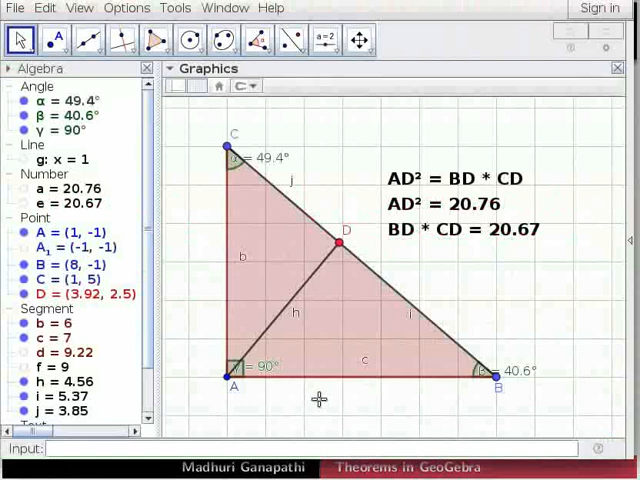 File Edit View Options Tools Window Help Sign in
A
a=2
Algebra
Graphics
Angle
α = 49.4°
β = 40.6°
γ = 90°
Line
g: x = 1
Number
a = 20.76
e = 20.67
Point
A = (1, -1)
A₁ = (-1, -1)
B = (8, -1)
C = (1, 5)
D = (3.92, 2.5)
Segment
b = 6
c = 7
d = 9.22
f = 9
h = 4.56
i = 5.37
j = 3.85
C
α = 49.4°
j
AD² = BD * CD
AD² = 20.76
BD * CD = 20.67
D
b
h
i
c
γ = 90°
β = 40.6°
A
B
Input:
Madhuri Ganapathi Theorems in GeoGebra